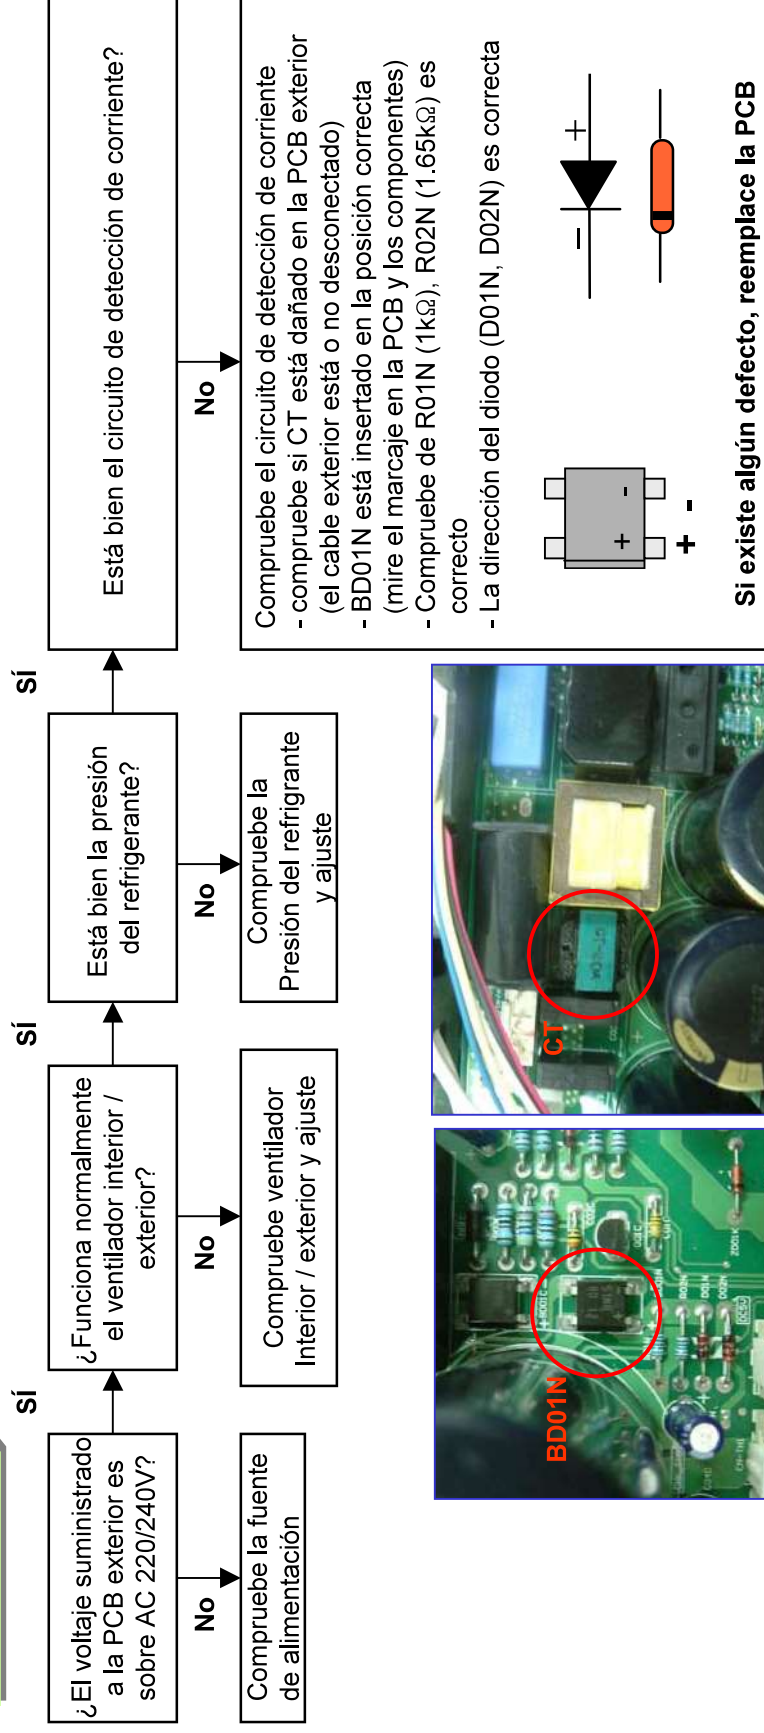 ¿El voltaje suministrado
a la PCB exterior es
sobre AC 220/240V?
SÍ
¿Funciona normalmente
el ventilador interior /
exterior?
SÍ
Está bien la presión
del refrigerante?
SÍ
Está bien el circuito de detección de corriente?
No
No
No
No
Compruebe la fuente
de alimentación
Compruebe ventilador
Interior / exterior y ajuste
Compruebe la
Presión del refrigrante
y ajuste
Compruebe el circuito de detección de corriente
- compruebe si CT está dañado en la PCB exterior
(el cable exterior está o no desconectado)
- BD01N está insertado en la posición correcta
(mire el marcaje en la PCB y los componentes)
- Compruebe de R01N (1kΩ), R02N (1.65kΩ) es
correcto
- La dirección del diodo (D01N, D02N) es correcta
+ -
+ -
- +
Si existe algún defecto, reemplace la PCB
BD01N
CT
D01N
D02N